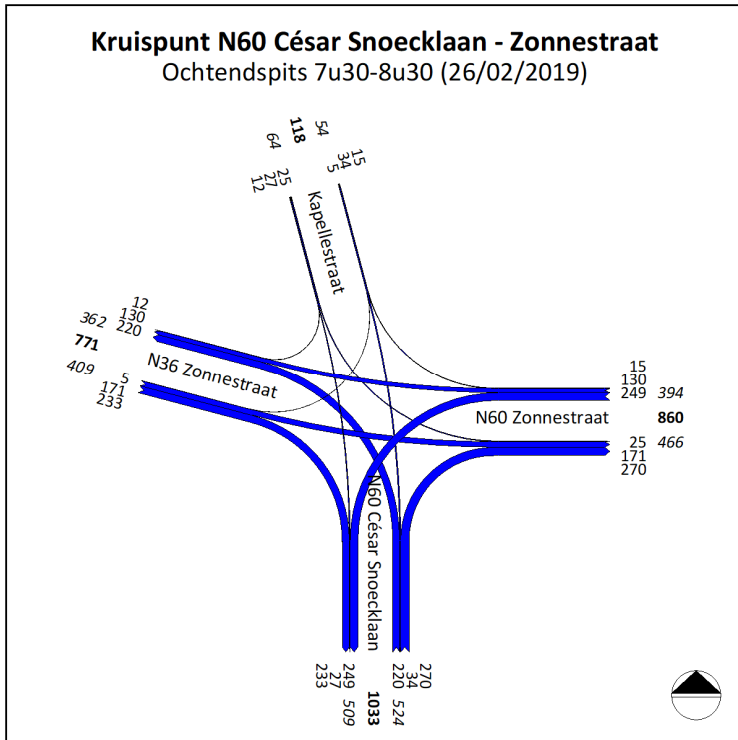 Kruispunt N60 César Snoecklaan - Zonnestraat
Ochtendspits 7u30-8u30 (26/02/2019)
64 118 54
12 27 25
5 34 15
Kapellestraat
12
130
362 220
771
409
5
171
233
N36 Zonnestraat
15
130
249 394
N60 Zonnestraat 860
25 466
171
270
N60 César Snoecklaan
233 27 249
509 1033 524
220 34 270